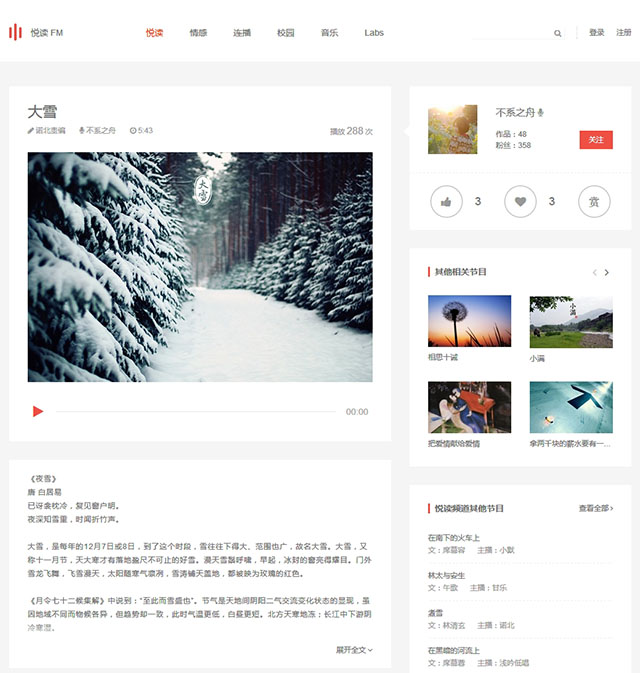 悦读 FM
悦读 情感 连播 校园 音乐 Labs
登录 注册
大雪
诺北重编 不系之舟 5:43
播放 288 次
大雪
00:00
《夜雪》
唐 白居易
已讶衾枕冷，复见窗户明。
夜深知雪重，时闻折竹声。
大雪，是每年的12月7日或8日，到了这个时段，雪往往下得大、范围也广，故名大雪。大雪，又
称十一月节，天大寒才有落地盈尺不可止的好雪。漫天雪飘呼啸，早起，冰封的窗亮得耀目。门外
雪龙飞舞，飞雪漫天，太阳随寒气凛冽，雪涛铺天盖地，都被映为玫瑰的红色。
《月令七十二候集解》中说到：“至此而雪盛也”。节气是天地间阴阳二气交流变化状态的显现，虽
因地域不同而物候各异，但趋势却一致，此时气温更低，白昼更短。北方天寒地冻；长江中下游阴
冷寒湿。
展开全文
不系之舟
作品：48
粉丝：358
关注
3 3 赏
其他相关节目
相思十诫 小满
小满
把爱情献给爱情 拿两千块的薪水要有一...
悦读频道其他节目 查看全部
在南下的火车上
文：席慕容 主播：小默
林太与安生
文：午歌 主播：甘乐
煮雪
文：林清玄 主播：诺北
在黑暗的河流上
文：席慕蓉 主播：浅吟低唱